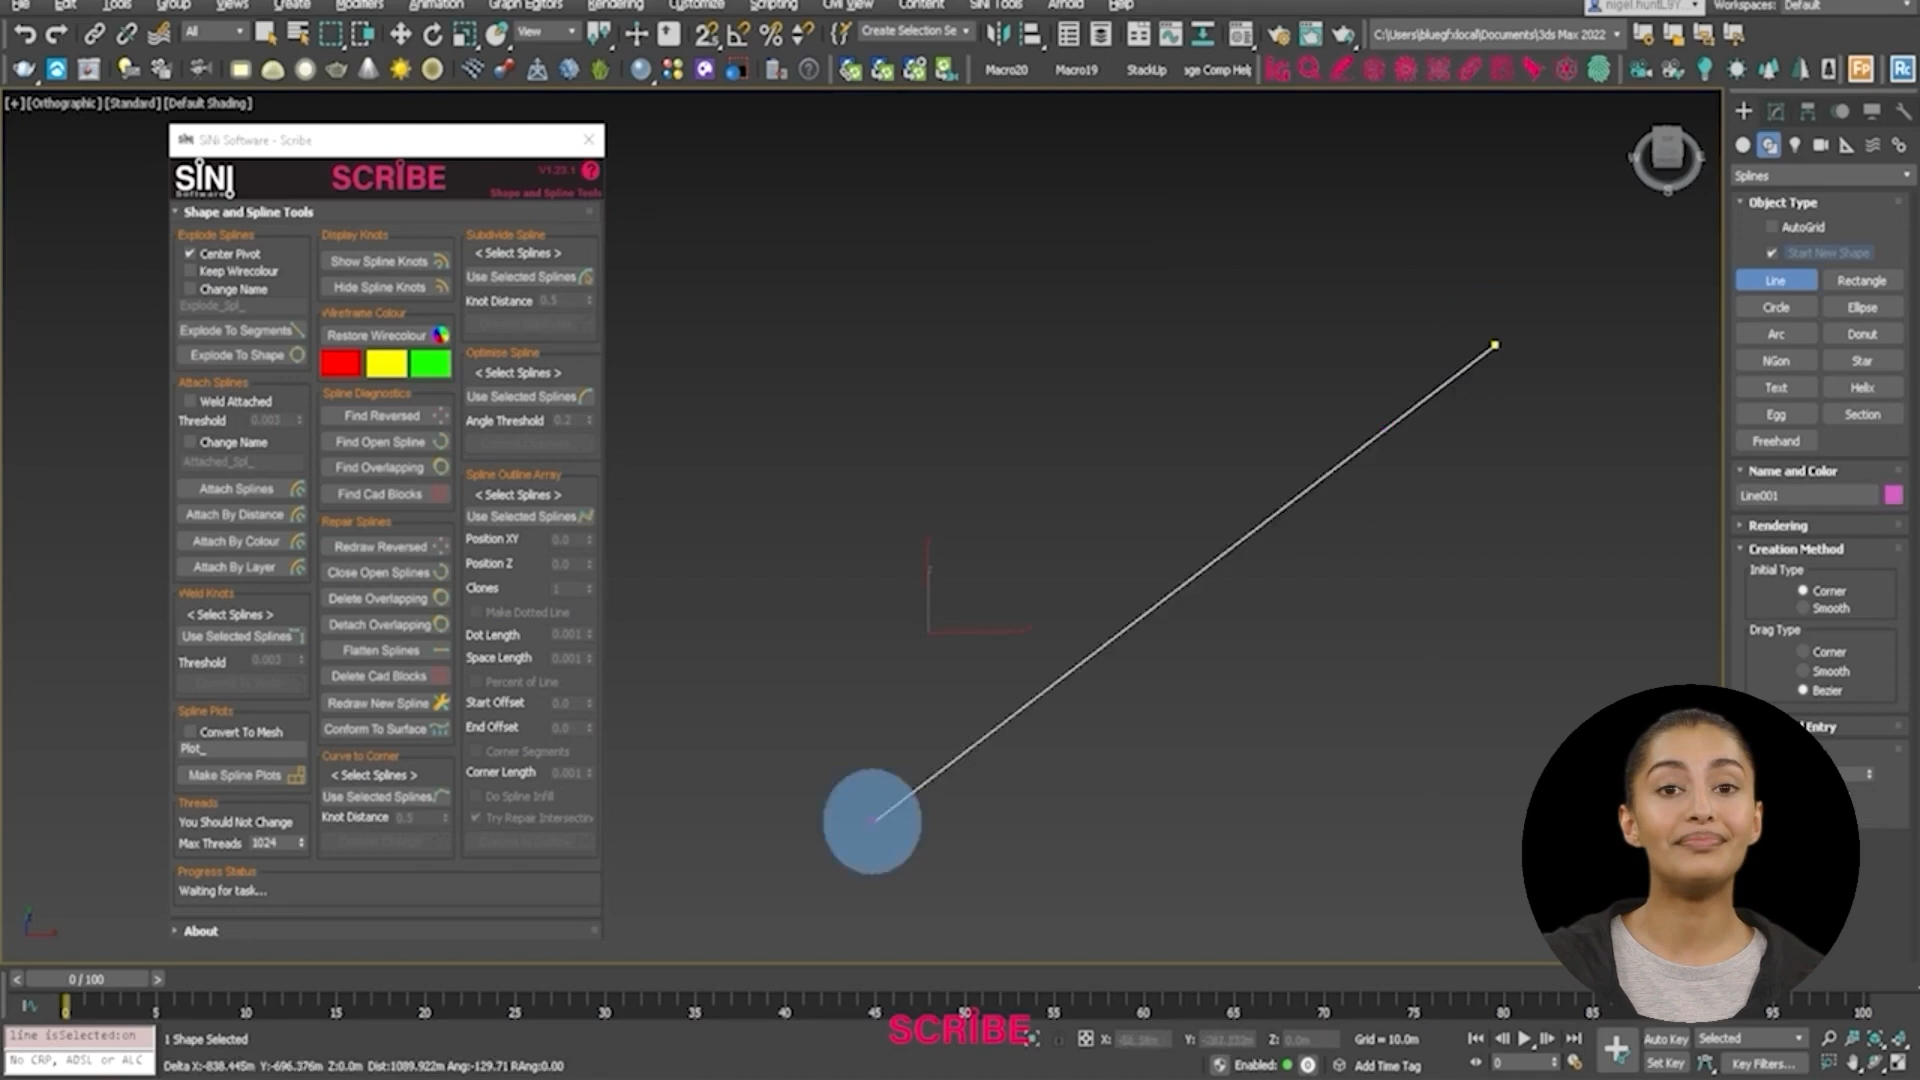 File Edit Tools Group Views Create Modifiers Animation Graph Editors Rendering Customize Scripting Civil View Content SiNi Tools Arnold Help
Workspaces: Default
All
View
Create Selection Se
C:\Users\bluegfxlocal\Documents\3ds Max 2022
Macro20 Macro19 StackUp age Comp Help
Fp Rc
[+] [Orthographic] [Standard] [Default Shading]
SiNi Software - Scribe
SiNi Software
SCRIBE
V1.23.1
Shape and Spline Tools
Shape and Spline Tools
Explode Splines
Center Pivot
Keep Wirecolour
Change Name
Explode_Spl_
Explode To Segments
Explode To Shape
Attach Splines
Weld Attached
Threshold 0.003
Change Name
Attached_Spl_
Attach Splines
Attach By Distance
Attach By Colour
Attach By Layer
Weld Knots
< Select Splines >
Use Selected Splines
Threshold 0.003
Spline Plots
Convert To Mesh
Plot_
Make Spline Plots
Threads
You Should Not Change
Max Threads 1024
Display Knots
Show Spline Knots
Hide Spline Knots
Wireframe Colour
Restore Wirecolour
Spline Diagnostics
Find Reversed
Find Open Spline
Find Overlapping
Find Cad Blocks
Repair Splines
Redraw Reversed
Close Open Splines
Delete Overlapping
Detach Overlapping
Flatten Splines
Delete Cad Blocks
Redraw New Spline
Conform To Surface
Curve to Corner
< Select Splines >
Use Selected Splines
Knot Distance 0.5
Subdivide Spline
< Select Splines >
Use Selected Splines
Knot Distance 0.5
Optimise Spline
< Select Splines >
Use Selected Splines
Angle Threshold 0.2
Spline Outline Array
< Select Splines >
Use Selected Splines
Position XY 0.0
Position Z 0.0
Clones 1
Make Dotted Line
Dot Length 0.001
Space Length 0.001
Percent of Line
Start Offset 0.0
End Offset 0.0
Corner Segments
Corner Length 0.001
Do Spline Infill
Try Repair Intersectin
Progress Status
Waiting for task...
About
Splines
Object Type
AutoGrid
Start New Shape
Line Rectangle
Circle Ellipse
Arc Donut
NGon Star
Text Helix
Egg Section
Freehand
Name and Color
Line001
Rendering
Creation Method
Initial Type
Corner
Smooth
Drag Type
Corner
Smooth
Bezier
Entry
0 / 100
0 5 10 15 20 25 30 35 40 45 50 55 60 65 70 75 80 85 95 100
line isSelected:on
No CRP, ADSL or ALC
1 Shape Selected
Delta X:-838.445m Y:-696.376m Z:0.0m Dist:1089.922m Ang:-129.71 RAng:0.00
SCRIBE
X: Y: Z: 0.0m Grid = 10.0m
Enabled: Add Time Tag
0
Auto Key Selected
Set Key Key Filters...